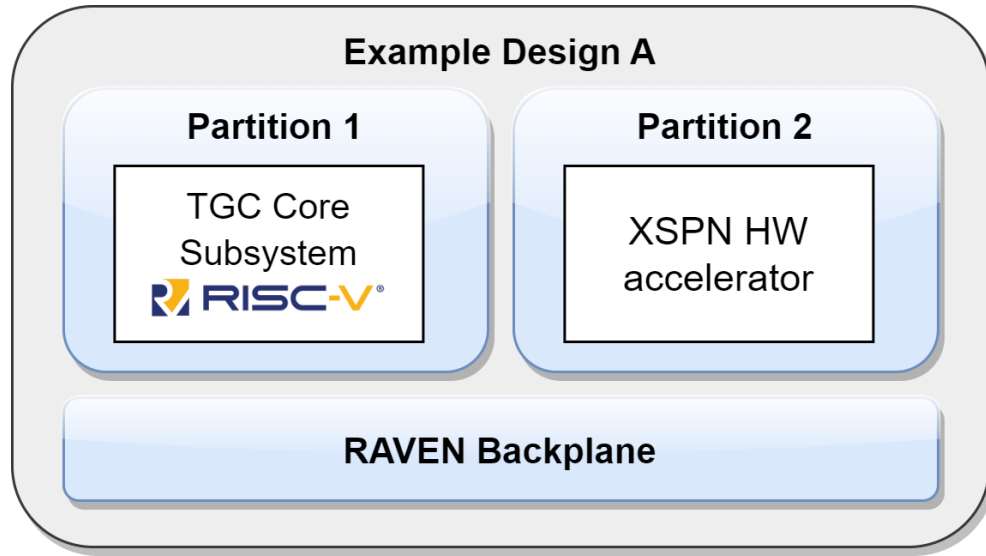 Example Design A
Partition 1
TGC Core
Subsystem
RISC-V®
Partition 2
XSPN HW
accelerator
RAVEN Backplane